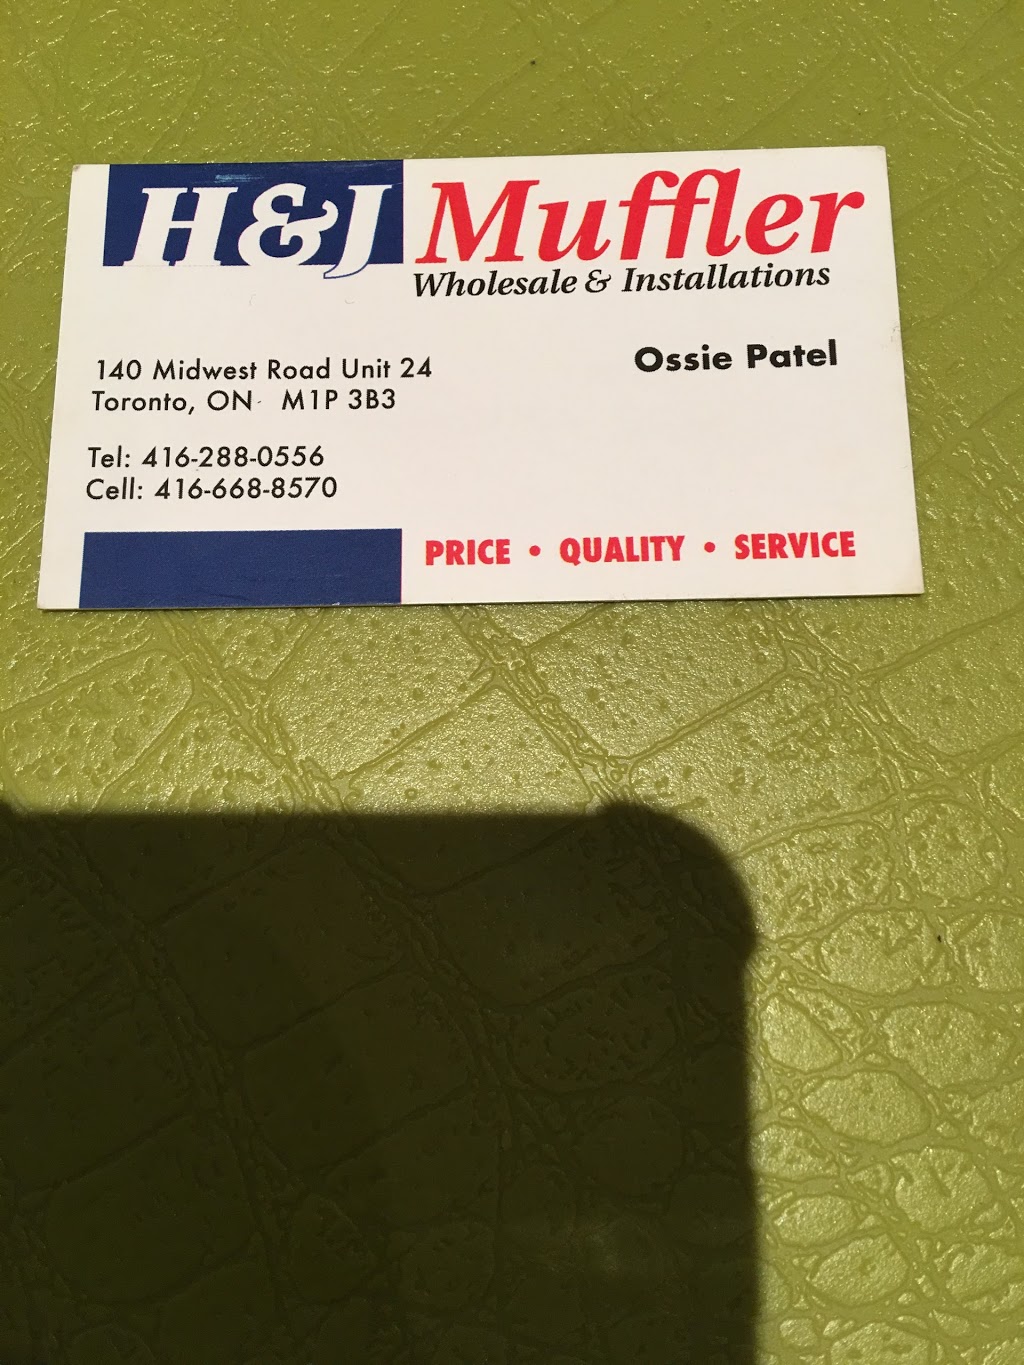 H&J Muffler
Wholesale & Installations
Ossie Patel
140 Midwest Road Unit 24
Toronto, ON M1P 3B3
Tel: 416-288-0556
Cell: 416-668-8570
PRICE • QUALITY • SERVICE